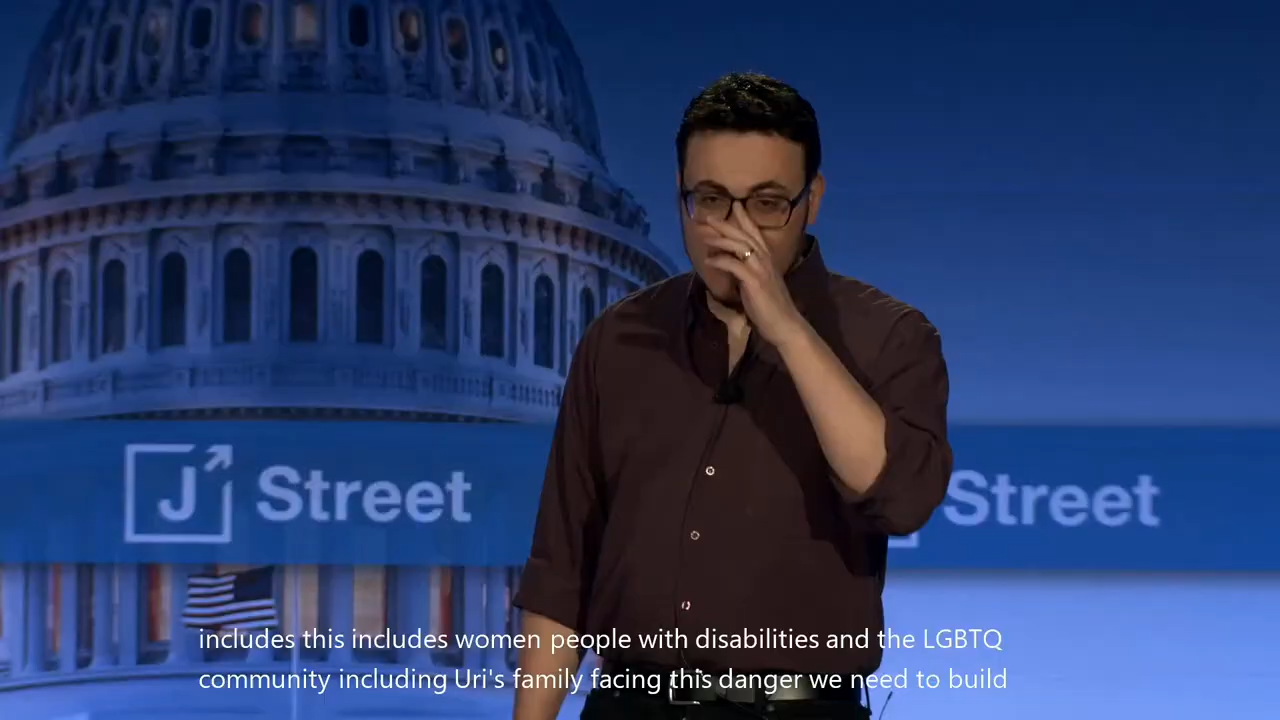 J Street
Street
includes this includes women people with disabilities and the LGBTQ
community including Uri's family facing this danger we need to build